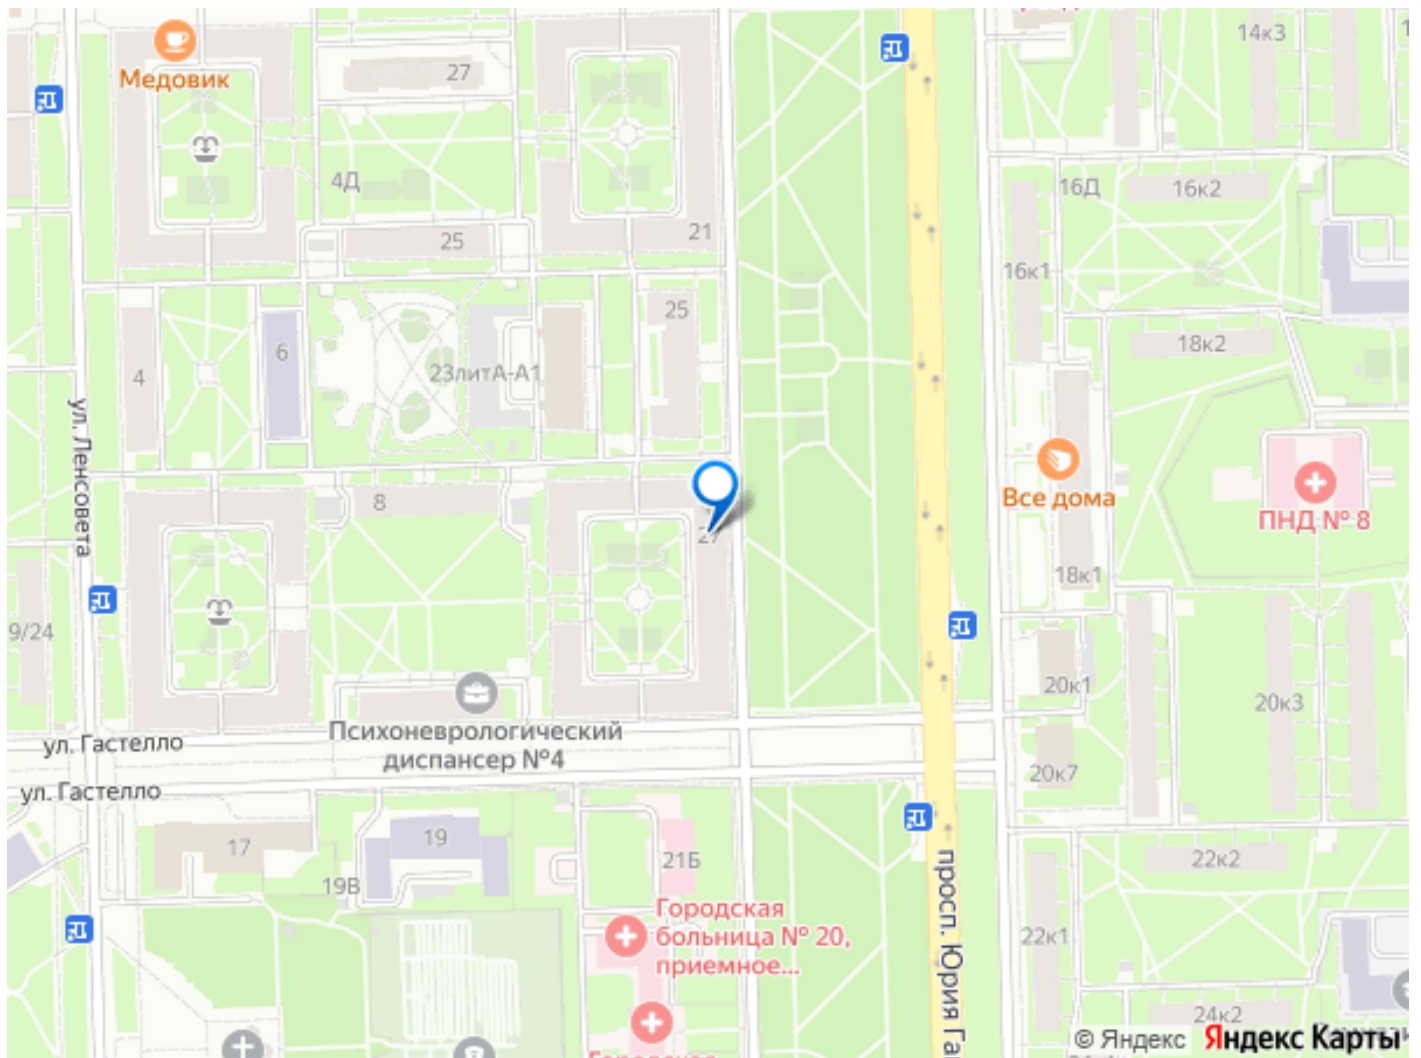 14к3
Медовик
27
4Д
16Д
16к2
21
25
16к1
25
6
23литА-А1
4
18к2
ул. Ленсовета
Все дома
8
ПНД № 8
27
18к1
9/24
20к1
20к3
ул. Гастелло
Психоневрологический
диспансер №4
20к7
ул. Гастелло
19
17
21Б
22к2
19В
Городская
больница № 20,
приемное...
22к1
просп. Юрия Га
24к2
© Яндекс Яндекс Карты
Городская